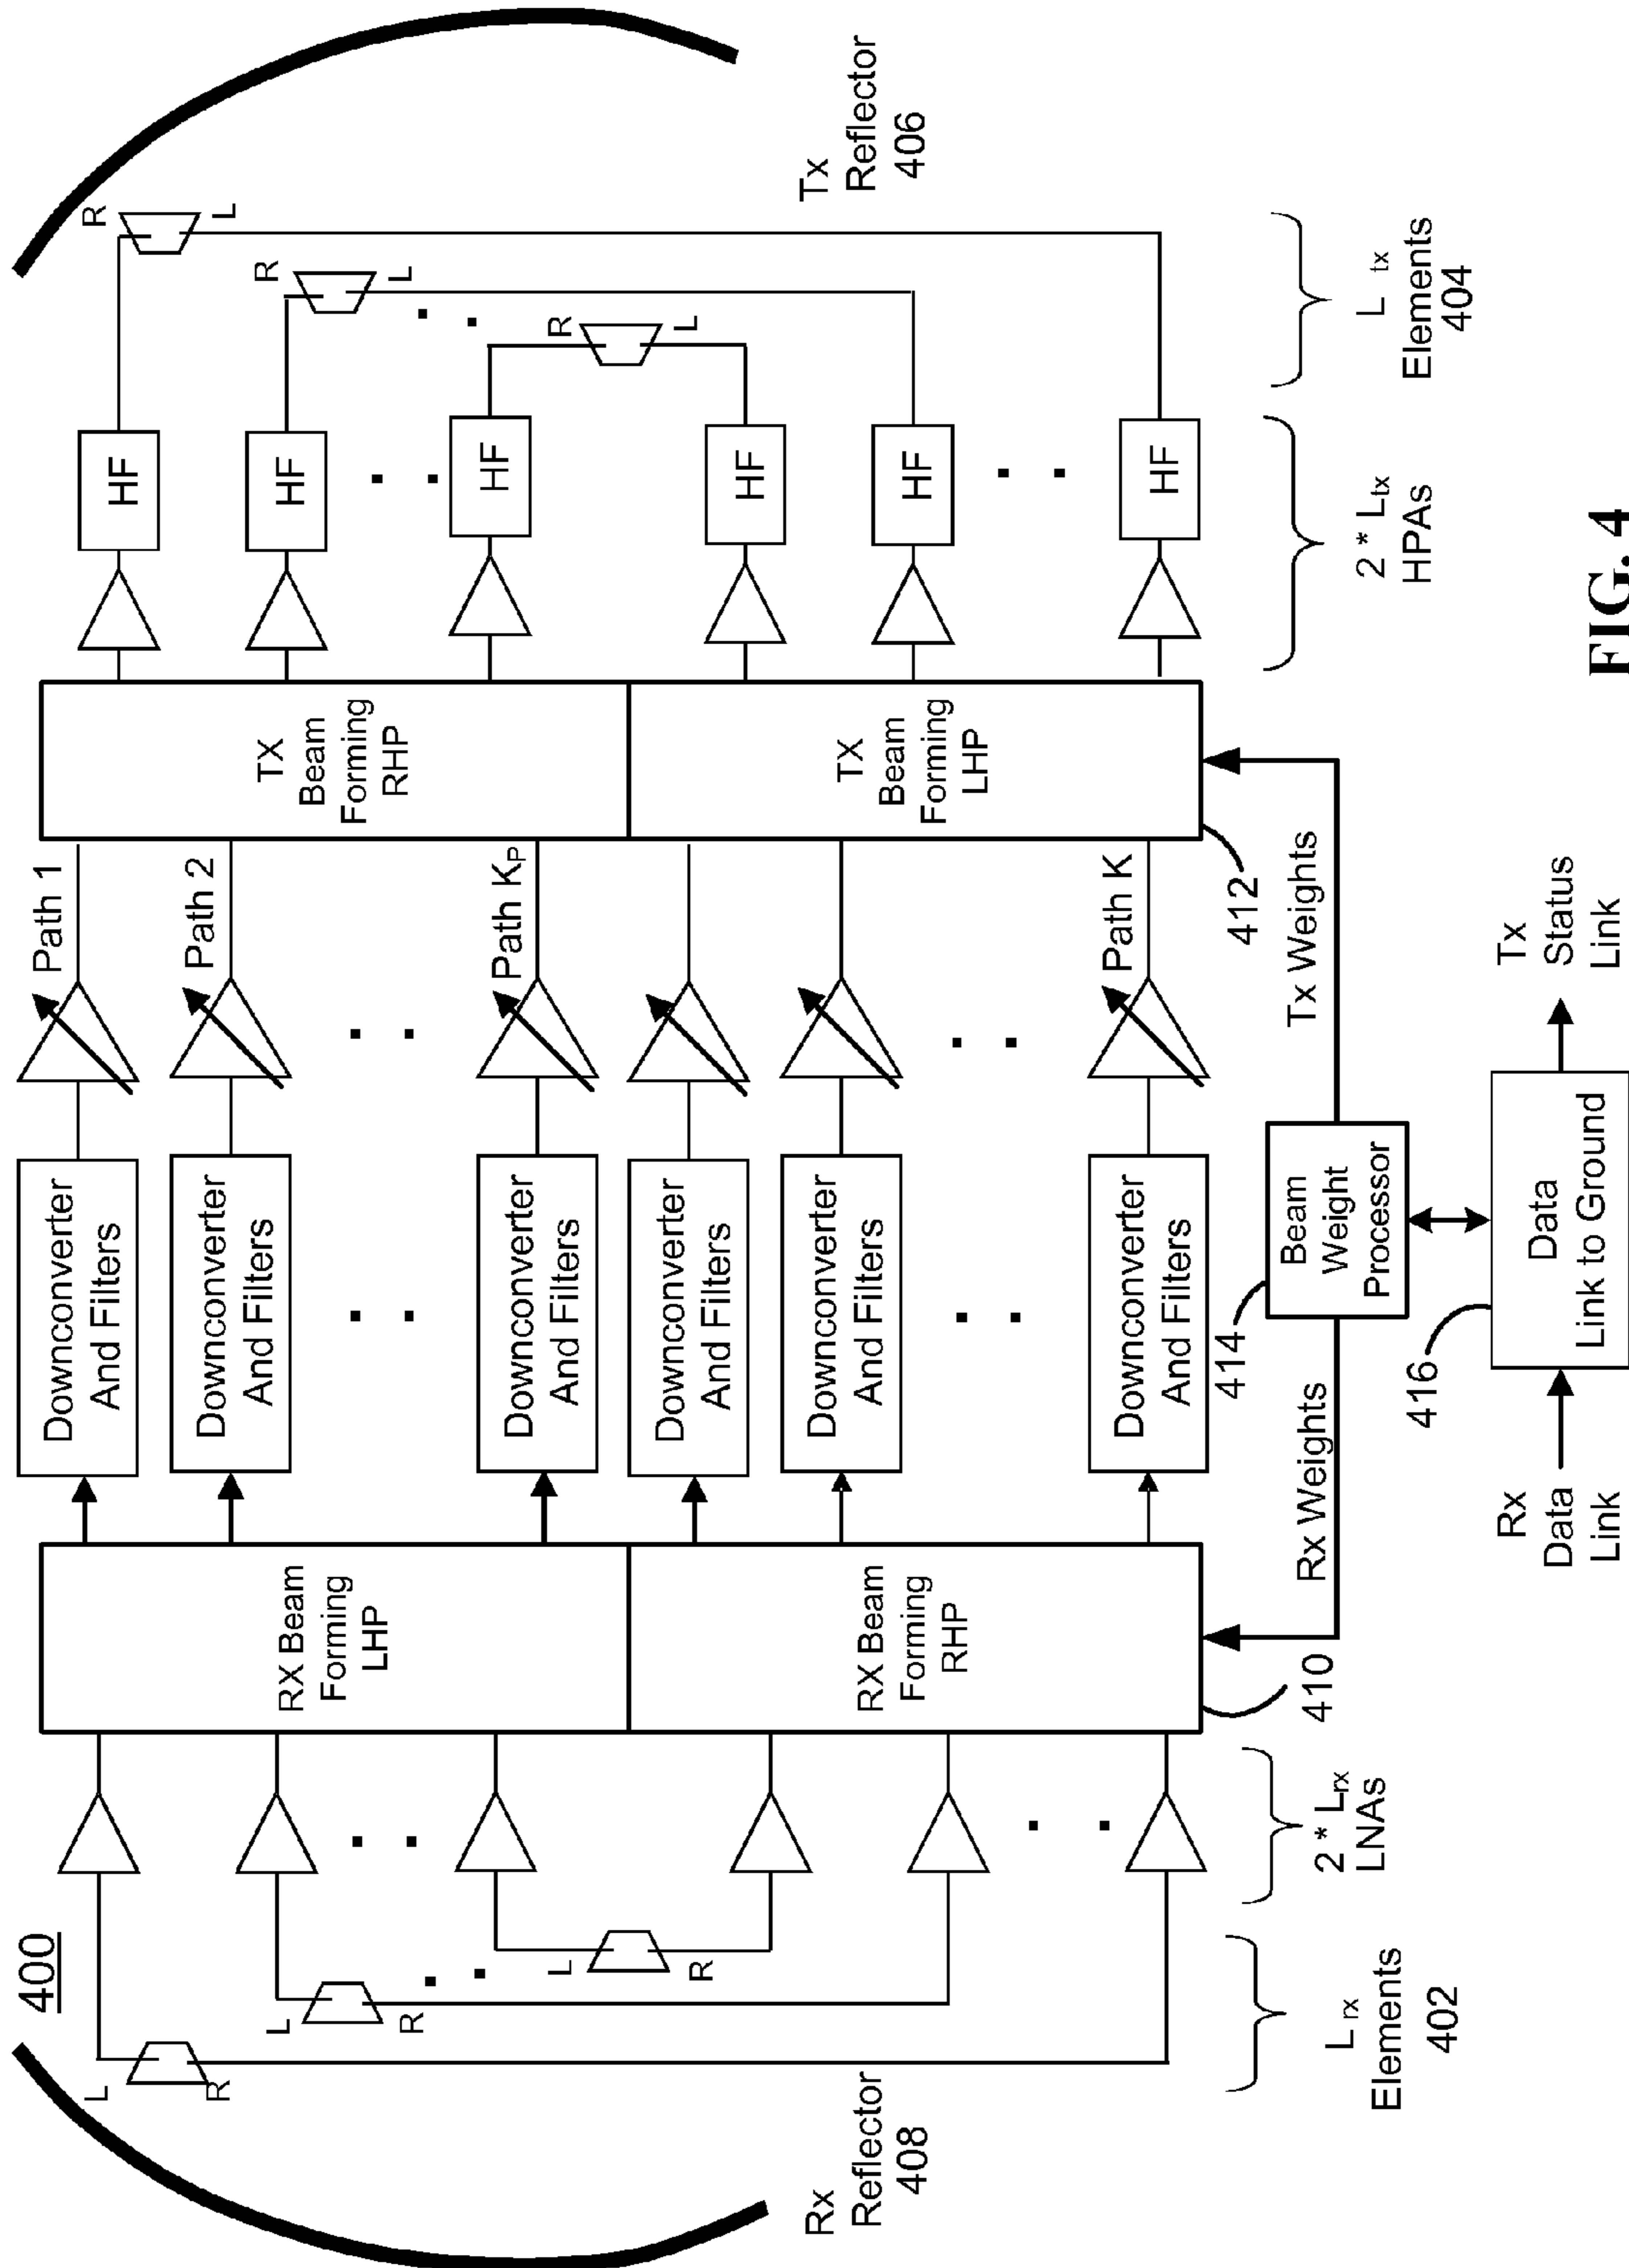 400
Rx
Reflector
408
L
R
L
R
L
R
L rx
Elements
402
2 * Lrx
LNAs
RX Beam
Forming
LHP
RX Beam
Forming
RHP
410
Downconverter
And Filters
Downconverter
And Filters
Downconverter
And Filters
Downconverter
And Filters
Downconverter
And Filters
Downconverter
And Filters
Path 1
Path 2
Path KP
Path K
TX
Beam
Forming
RHP
TX
Beam
Forming
LHP
412
Rx Weights
414
Beam
Weight
Processor
Tx Weights
Rx
Data
Link
416
Data
Link to Ground
Tx
Status
Link
HF
HF
HF
HF
HF
HF
2 * Ltx
HPAs
R
L
R
L
R
L
L tx
Elements
404
Tx
Reflector
406
FIG. 4